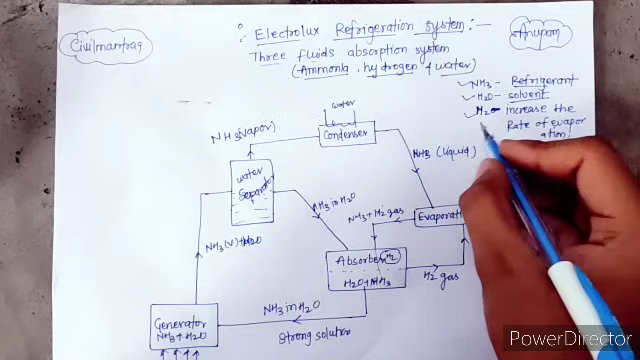 Civilmantraa
Electrolux Refrigeration system :-
Anupam
Three fluids absorption system
(Ammonia, hydrogen & water)
NH3 - Refrigerant
H2O - solvent
H2 - increase the
Rate of evapor
ation
water
NH3 (vapor)
Condenser
NH3 (liquid)
water
Separator
NH3 in H2O
NH3 + H2 gas
Evaporat
NH3(V) + H2O
Absorber H2
H2O + NH3
H2 gas
Generator
NH3 + H2O
NH3 in H2O
Strong solution
PowerDirector